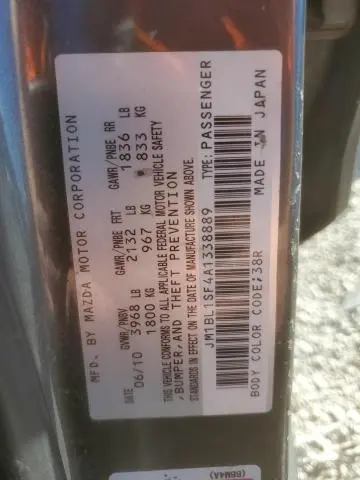 MFD. BY MAZDA MOTOR CORPORATION
DATE GVWR/PNBV GAWR/PNBE FRT GAWR/PNBE RR
06/10 3968 LB 2132 LB 1836 LB
1800 KG 967 KG 833 KG
THIS VEHICLE CONFORMS TO ALL APPLICABLE FEDERAL MOTOR VEHICLE SAFETY
,BUMPER,AND THEFT PREVENTION
STANDARDS IN EFFECT ON THE DATE OF MANUFACTURE SHOWN ABOVE.
JM1BL1SF4A1338889 TYPE: PASSENGER
BODY COLOR CODE;38R MADE IN JAPAN
(BBM4A)